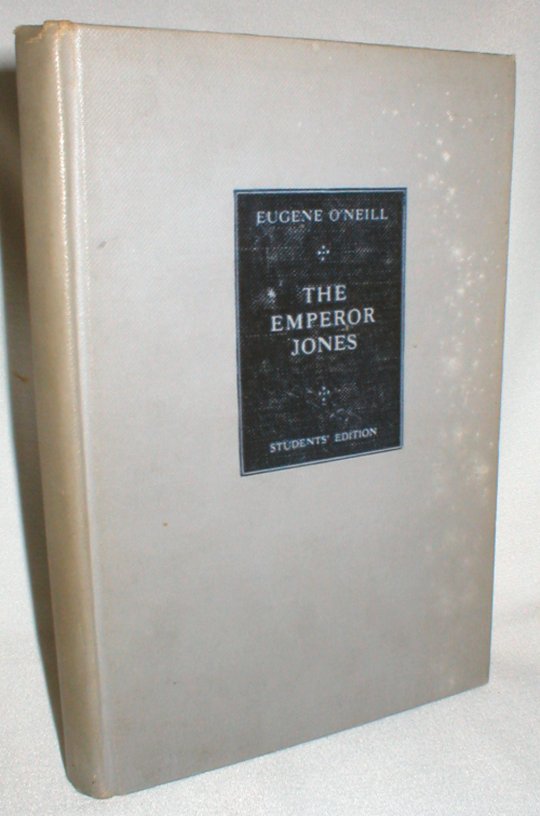 EUGENE O'NEILL
THE
EMPEROR
JONES
STUDENTS' EDITION